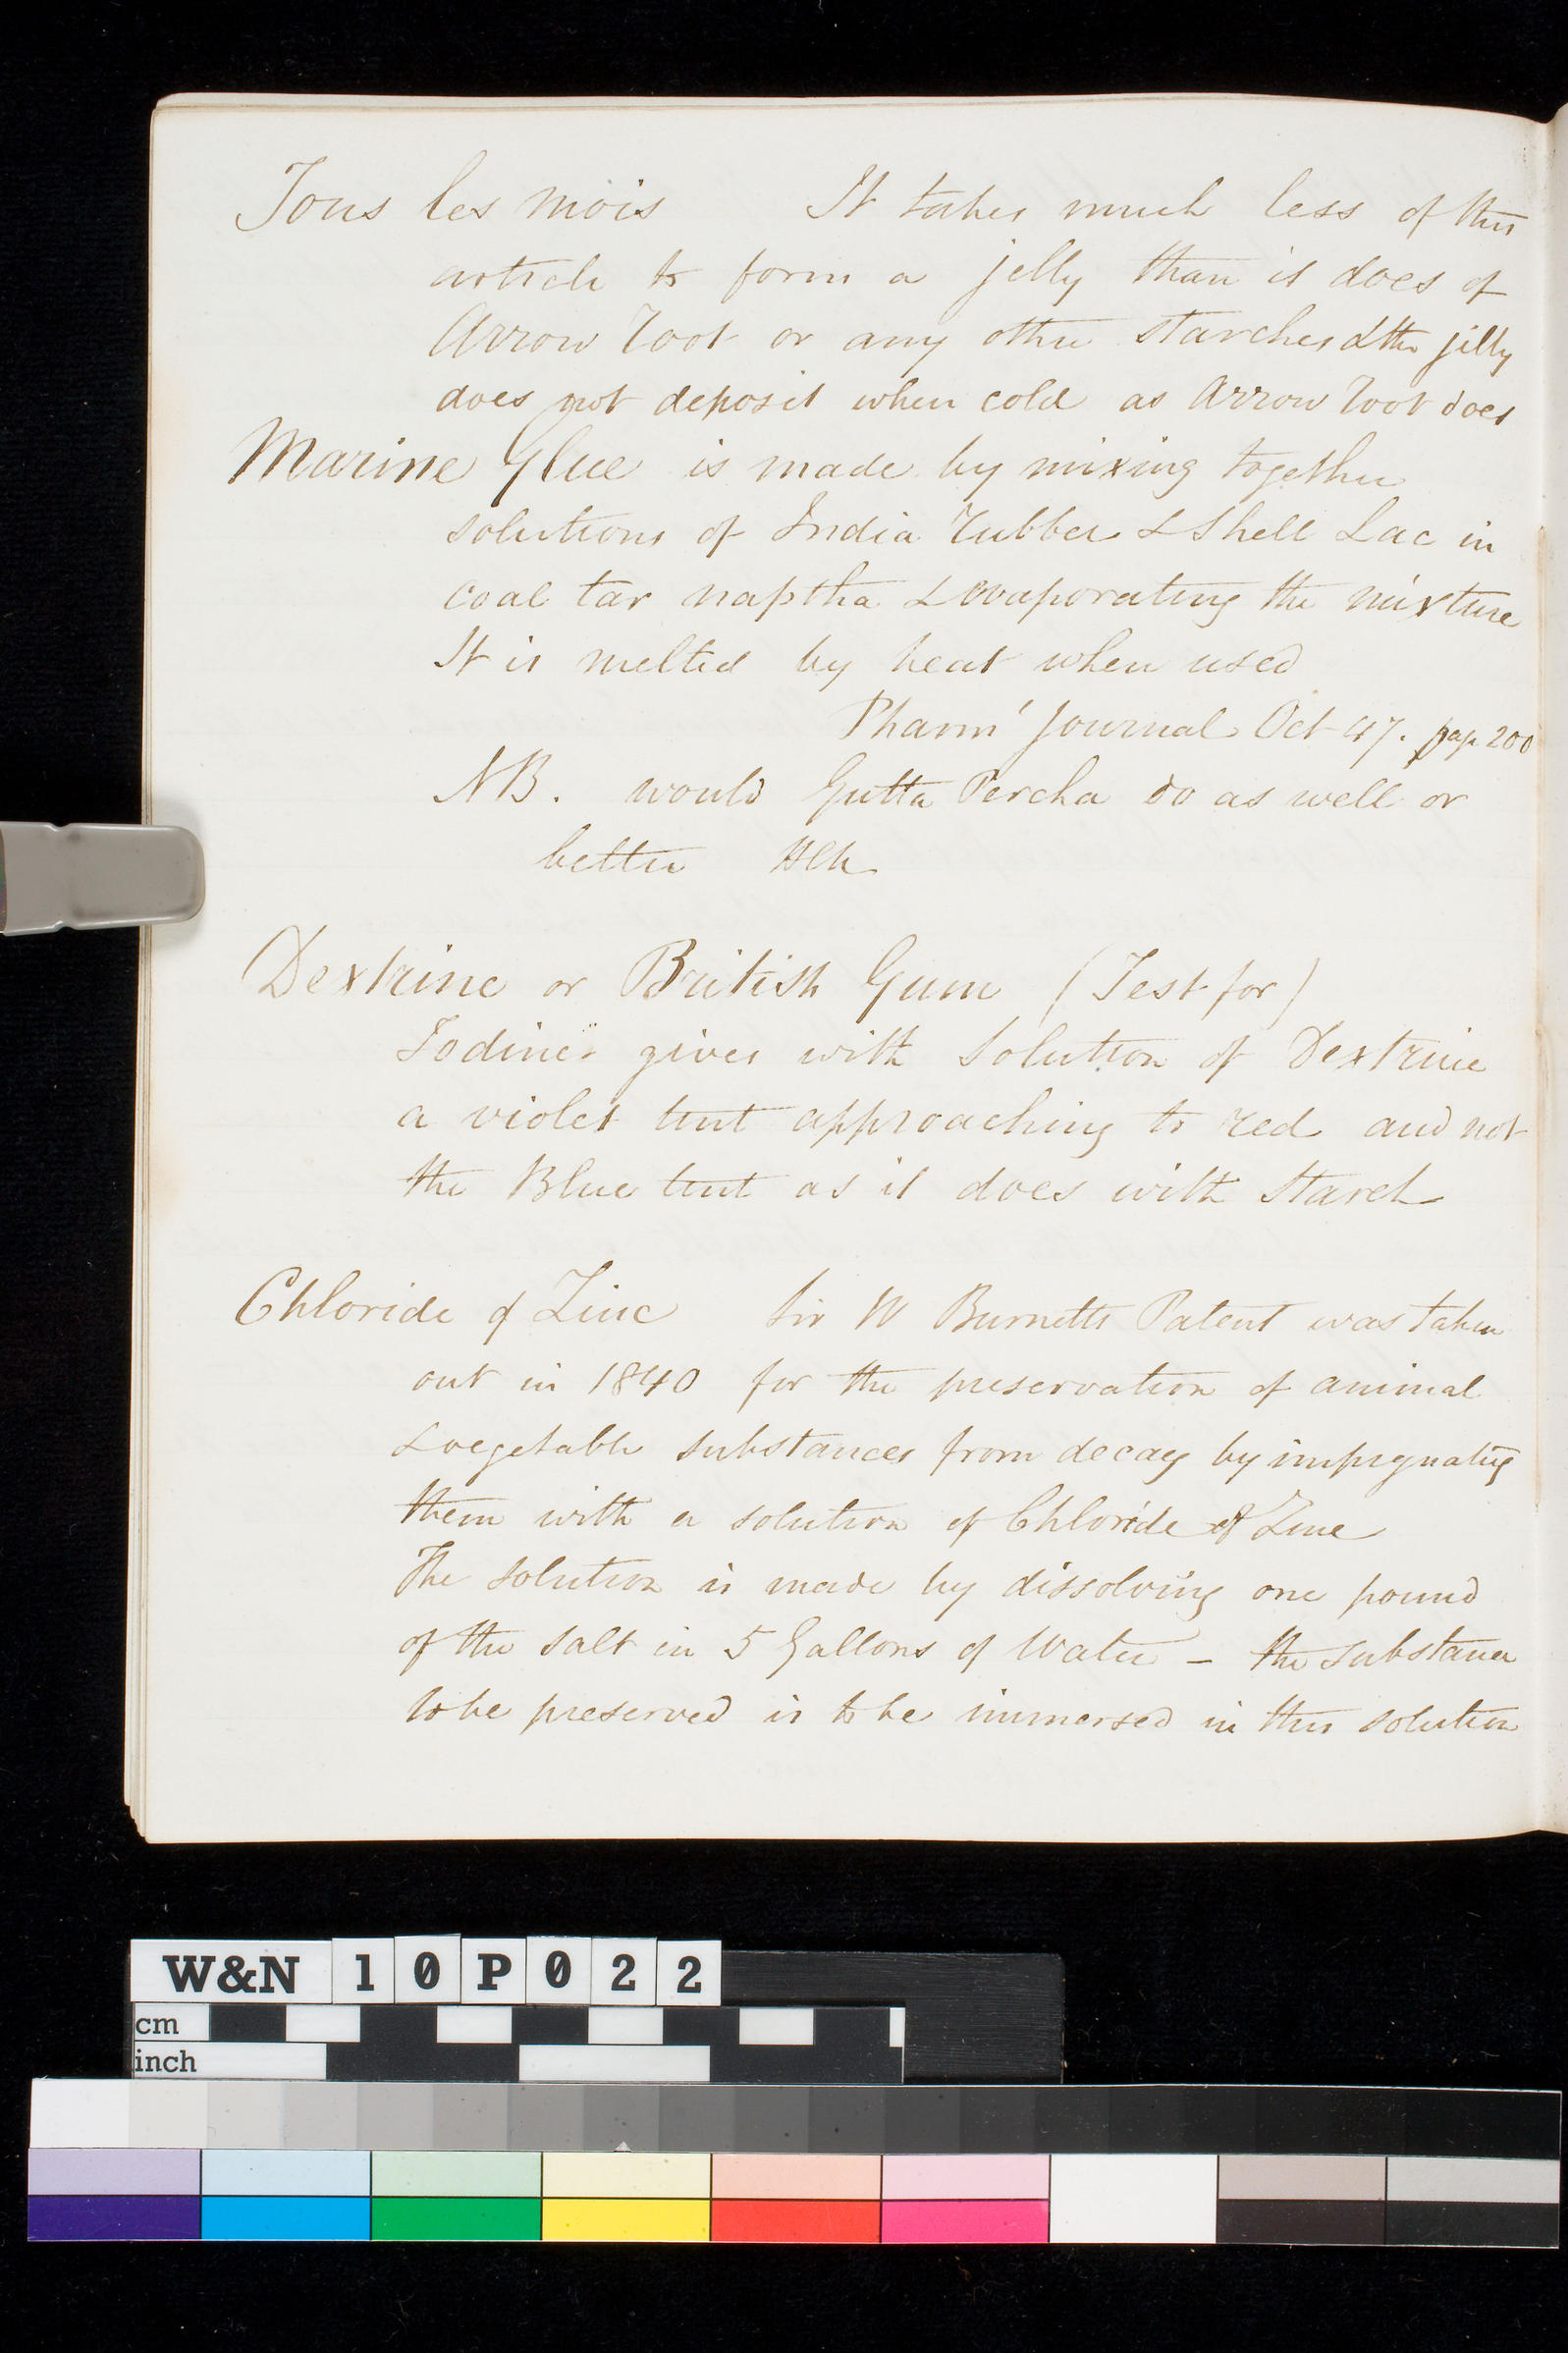 Tous les mois It takes much less of this
article to form a jelly than it does of
Arrow root or any other starches & the jelly
does not deposit when cold as Arrow root does
Marine Glue is made by mixing together
solutions of India rubber & Shell Lac in
coal tar naptha & evaporating the mixture
It is melted by heat when used
Pharm' Journal Oct 47. page 200
NB. would Gutta Percha do as well or
better
Dextrine or British Gum (Test for)
Iodine gives with solution of Dextrine
a violet tint approaching to red and not
the Blue tint as it does with Starch
Chloride of Zinc Sir W Burnetts Patent was taken
out in 1840 for the preservation of animal
& vegetable substances from decay by impregnating
them with a solution of Chloride of Zinc
The solution is made by dissolving one pound
of the salt in 5 Gallons of Water - the substance
to be preserved is to be immersed in this solution
W&N 10P022
cm
inch